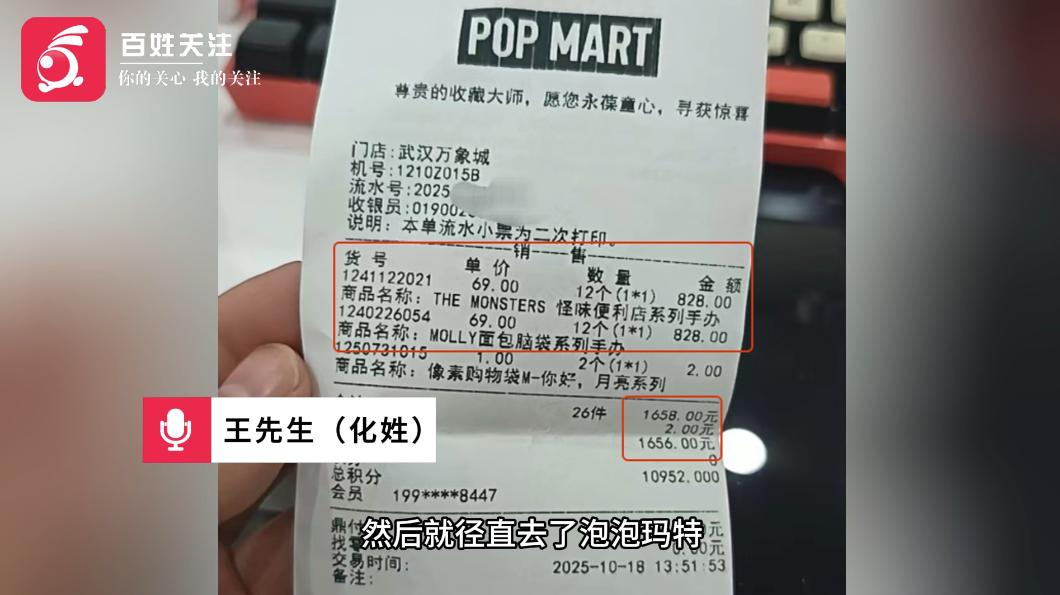 百姓关注
你的关心 我的关注
POP MART
尊贵的收藏大师，愿您永葆童心，寻获惊喜
门店:武汉万象城
机号:1210Z015B
流水号:2025
收银员:019002
说明:本单流水小票为二次打印。
销 售
货号 单价 数量 金额
1241122021 69.00 12个(1*1) 828.00
商品名称: THE MONSTERS 怪味便利店系列手办
1240226054 69.00 12个(1*1) 828.00
商品名称: MOLLY面包脑袋系列手办
1250731015 1.00 2个(1*1) 2.00
商品名称: 像素购物袋M-你好, 月亮系列
26件 1658.00元
2.00元
1656.00元
0
总积分 10952.000
会员 199****8447
王先生（化姓）
然后就径直去了泡泡玛特
元
0.00元
交易时间: 2025-10-18 13:51:53
备注: